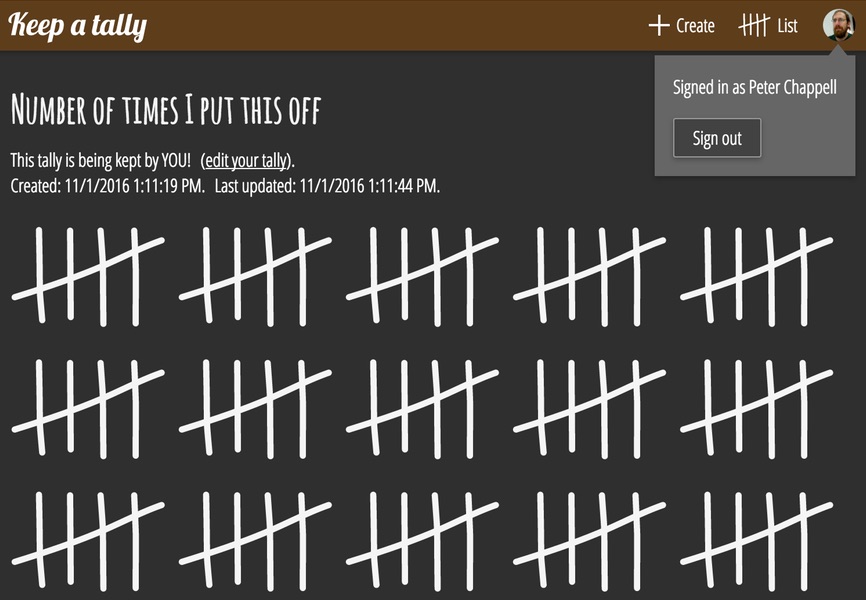 Keep a tally
Create
List
Signed in as Peter Chappell
Sign out
Number of times I put this off
This tally is being kept by YOU! (edit your tally).
Created: 11/1/2016 1:11:19 PM. Last updated: 11/1/2016 1:11:44 PM.